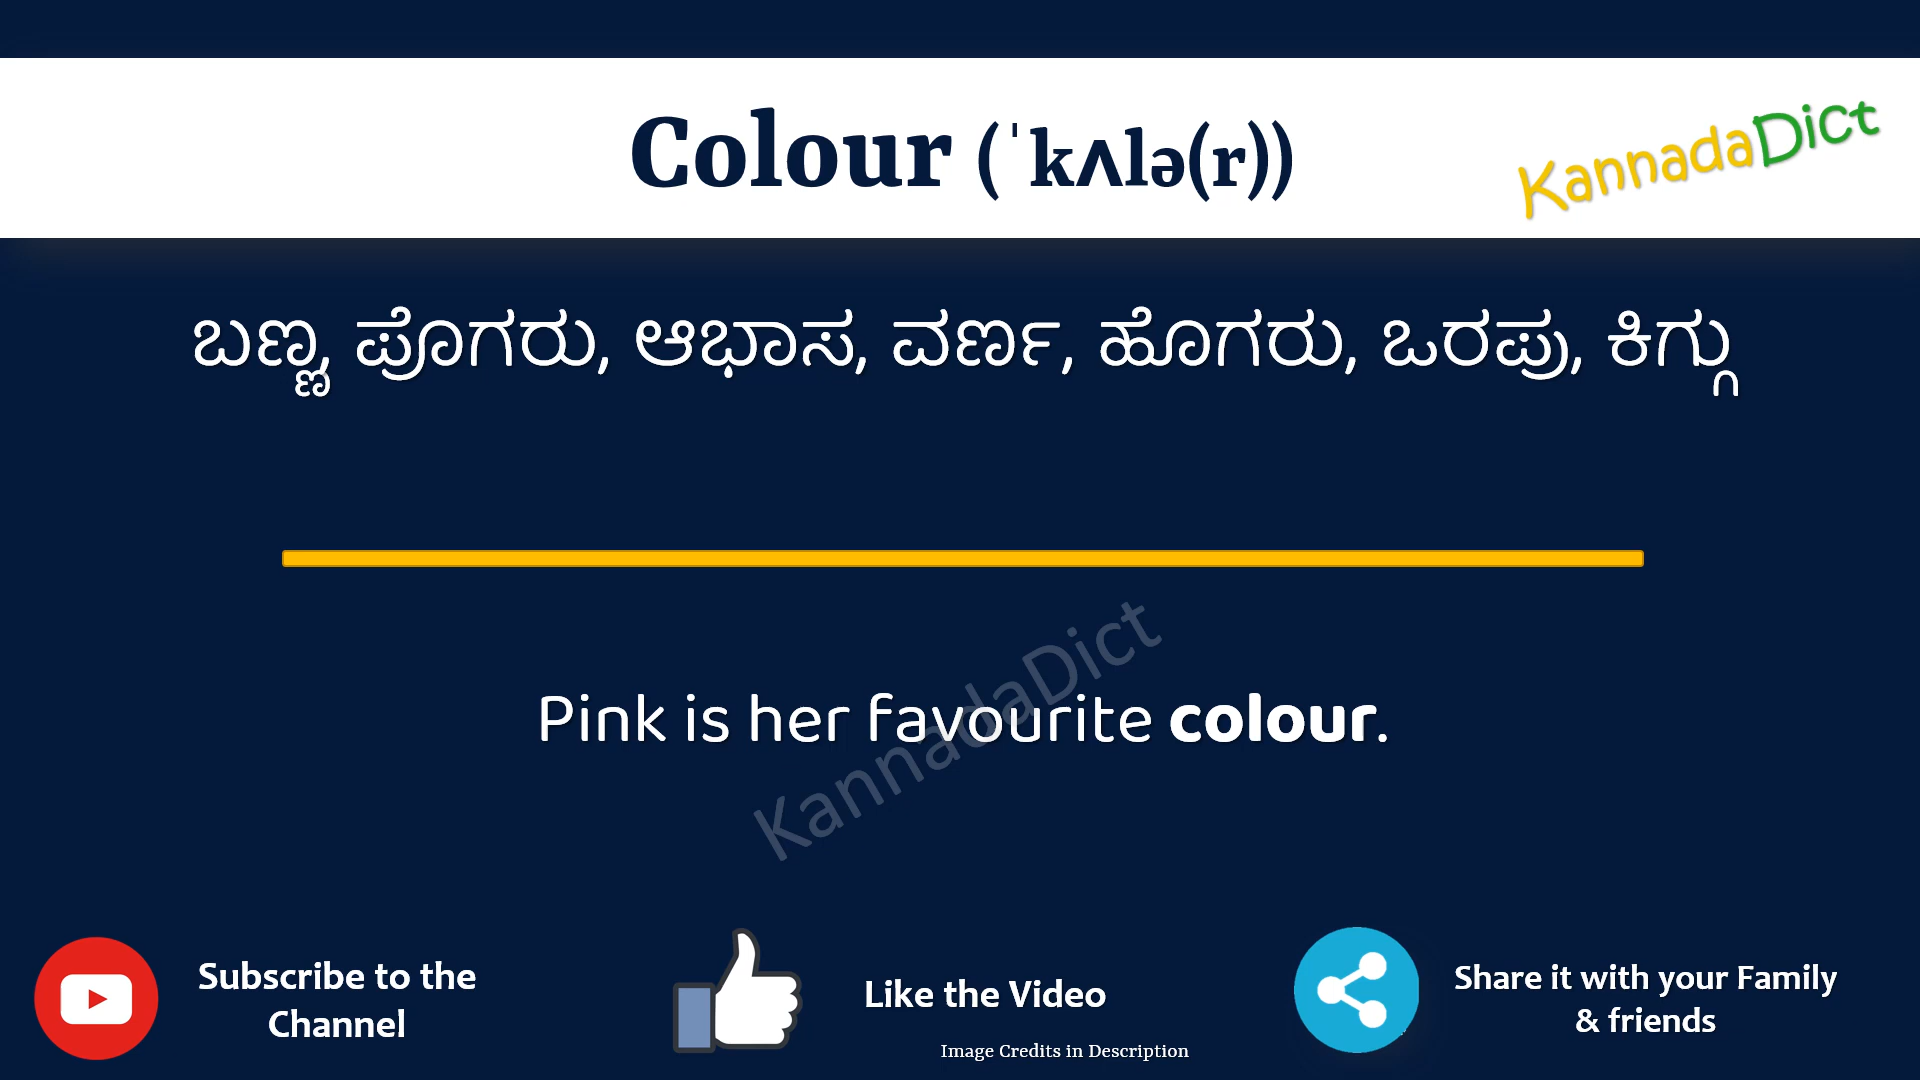 Colour (ˈkʌlə(r))
KannadaDict
ಬಣ್ಣ, ಪೊಗರು, ಆಭಾಸ, ವರ್ಣ, ಹೊಗರು, ಒರಪು, ಕಿಗ್ಗು
Pink is her favourite colour.
KannadaDict
Subscribe to the
Channel
Like the Video
Share it with your Family
& friends
Image Credits in Description